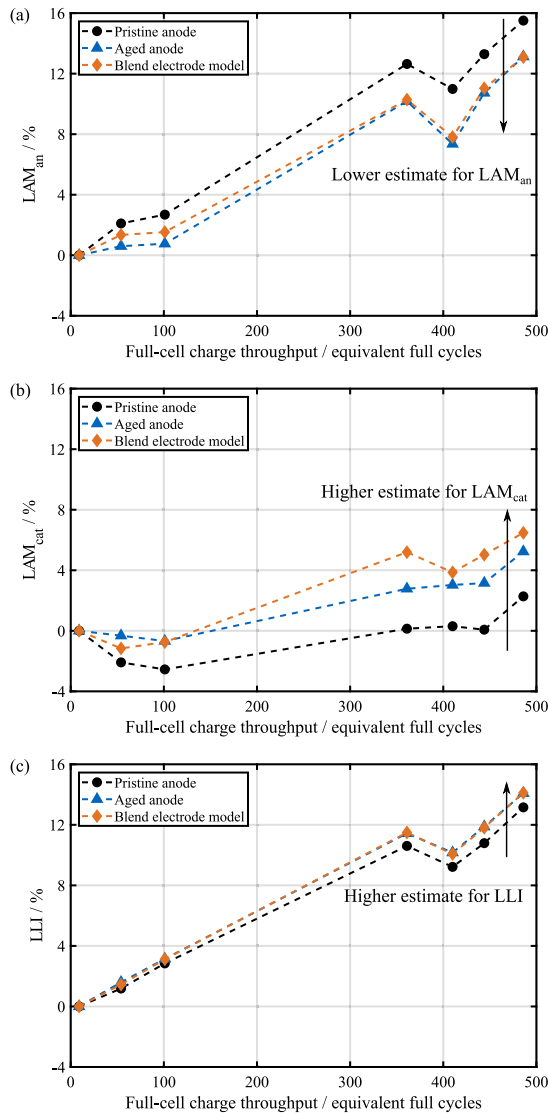 (a)
Pristine anode
Aged anode
Blend electrode model
16
12
8
4
0
-4
LAMan / %
Lower estimate for LAMan
0 100 200 300 400 500
Full-cell charge throughput / equivalent full cycles
(b)
Pristine anode
Aged anode
Blend electrode model
16
12
8
4
0
-4
LAMcat / %
Higher estimate for LAMcat
0 100 200 300 400 500
Full-cell charge throughput / equivalent full cycles
(c)
Pristine anode
Aged anode
Blend electrode model
16
12
8
4
0
-4
LLI / %
Higher estimate for LLI
0 100 200 300 400 500
Full-cell charge throughput / equivalent full cycles